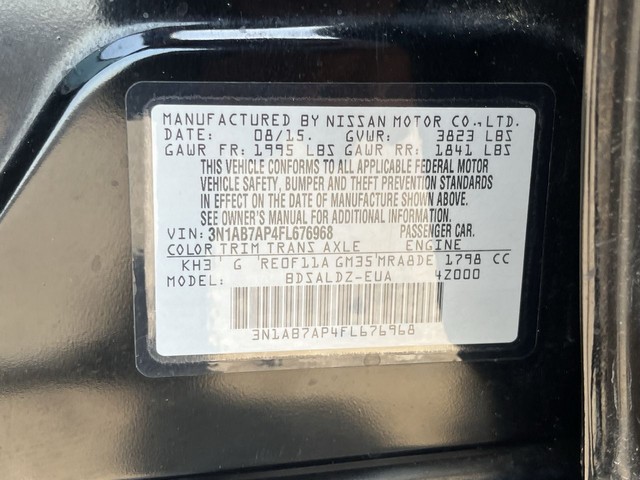 MANUFACTURED BY NISSAN MOTOR CO.,LTD.
DATE: 08/15. GVWR: 3823 LBS
GAWR FR: 1995 LBS GAWR RR: 1841 LBS
THIS VEHICLE CONFORMS TO ALL APPLICABLE FEDERAL MOTOR
VEHICLE SAFETY, BUMPER AND THEFT PREVENTION STANDARDS
IN EFFECT ON THE DATE OF MANUFACTURE SHOWN ABOVE.
SEE OWNER'S MANUAL FOR ADDITIONAL INFORMATION.
VIN: 3N1AB7AP4FL676968 PASSENGER CAR.
COLOR TRIM TRANS AXLE ENGINE
KH3 G RE0F11A GM35 MRA8DE 1798 CC
MODEL: BDSALDZ-EUA 4Z000
3N1AB7AP4FL676968